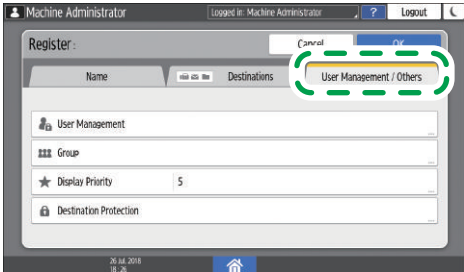 Machine Administrator Logged in: Machine Administrator ? Logout
Register : Cancel OK
Name Destinations User Management / Others
User Management
Group
Display Priority 5
Destination Protection
26 Jul. 2018
18:26